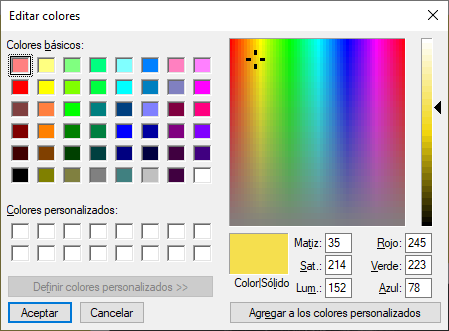 Editar colores
Colores básicos:
Colores personalizados:
Definir colores personalizados >>
Aceptar
Cancelar
Color|Sólido
Matiz: 35
Sat.: 214
Lum.: 152
Rojo: 245
Verde: 223
Azul: 78
Agregar a los colores personalizados